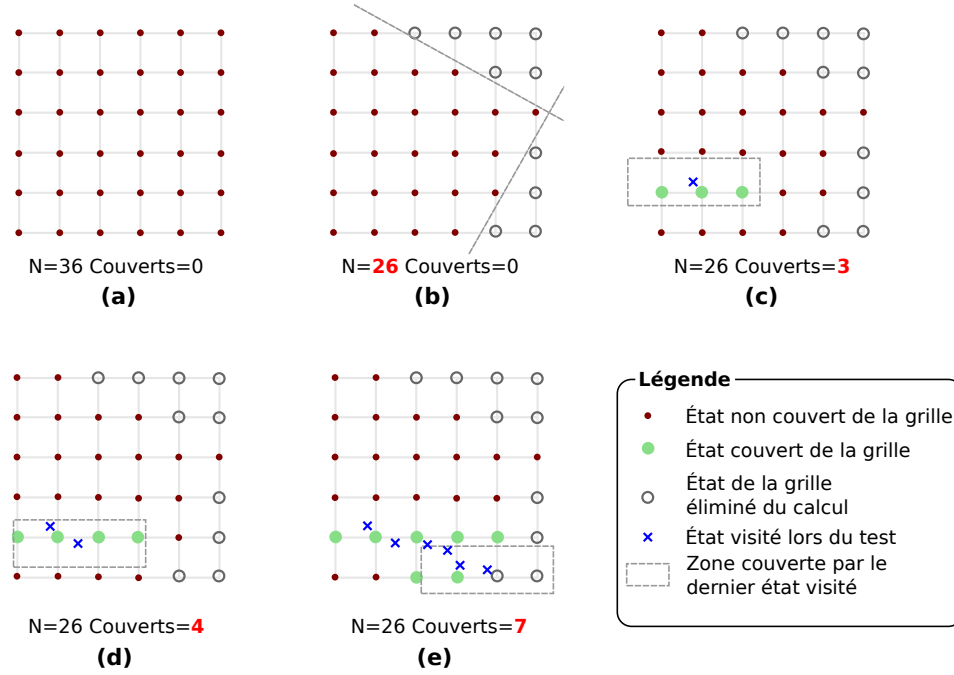 N=36 Couverts=0
(a)
N=26 Couverts=0
(b)
N=26 Couverts=3
(c)
N=26 Couverts=4
(d)
N=26 Couverts=7
(e)
Légende
État non couvert de la grille
État couvert de la grille
État de la grille
éliminé du calcul
État visité lors du test
Zone couverte par le
dernier état visité